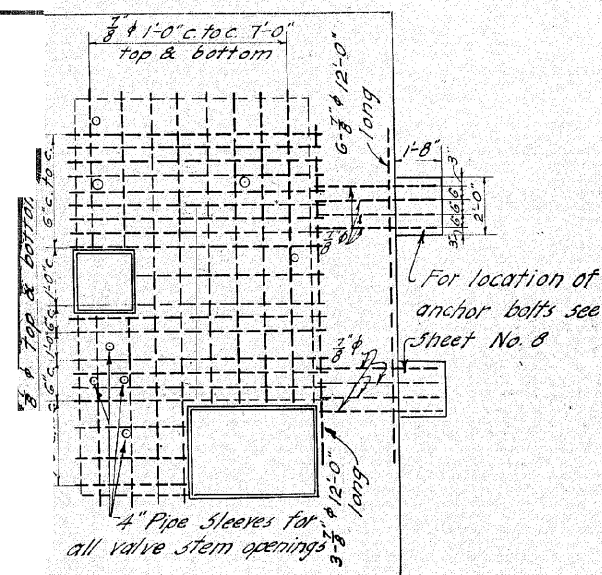 7/8" ϕ 1'-0" c. to c. 7'-0"
top & bottom
6-7/8" ϕ 12'-0"
long
1'-8"
3"
6"
6"
6"
3"
2'-0"
6" c. to c.
1'-0" c.
6" c.
1'-0"
6" c.
7/8" ϕ top & bottom
7/8" ϕ
For location of
anchor bolts see
Sheet No. 8
7/8" ϕ
3-7/8" ϕ 12'-0"
long
4" Pipe Sleeves for
all valve stem openings